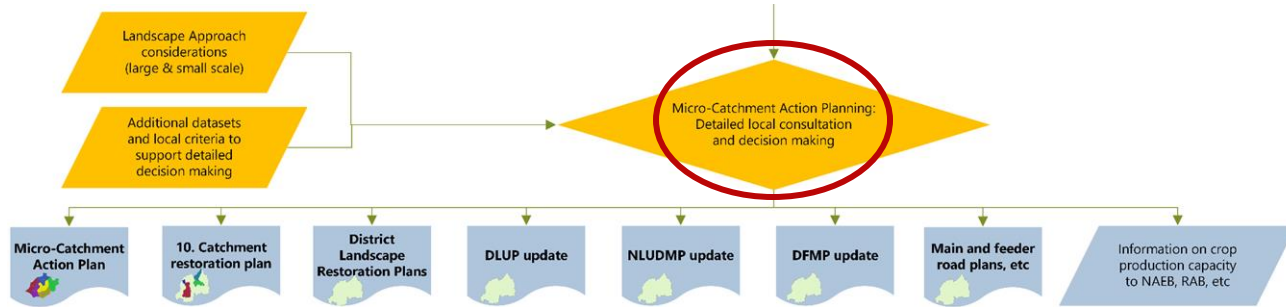 Landscape Approach
considerations
(large & small scale)
Additional datasets
and local criteria to
support detailed
decision making
Micro-Catchment Action Planning:
Detailed local consultation
and decision making
Micro-Catchment
Action Plan
10. Catchment
restoration plan
District
Landscape
Restoration Plans
DLUP update
NLUDMP update
DFMP update
Main and feeder
road plans, etc
Information on crop
production capacity
to NAEB, RAB, etc